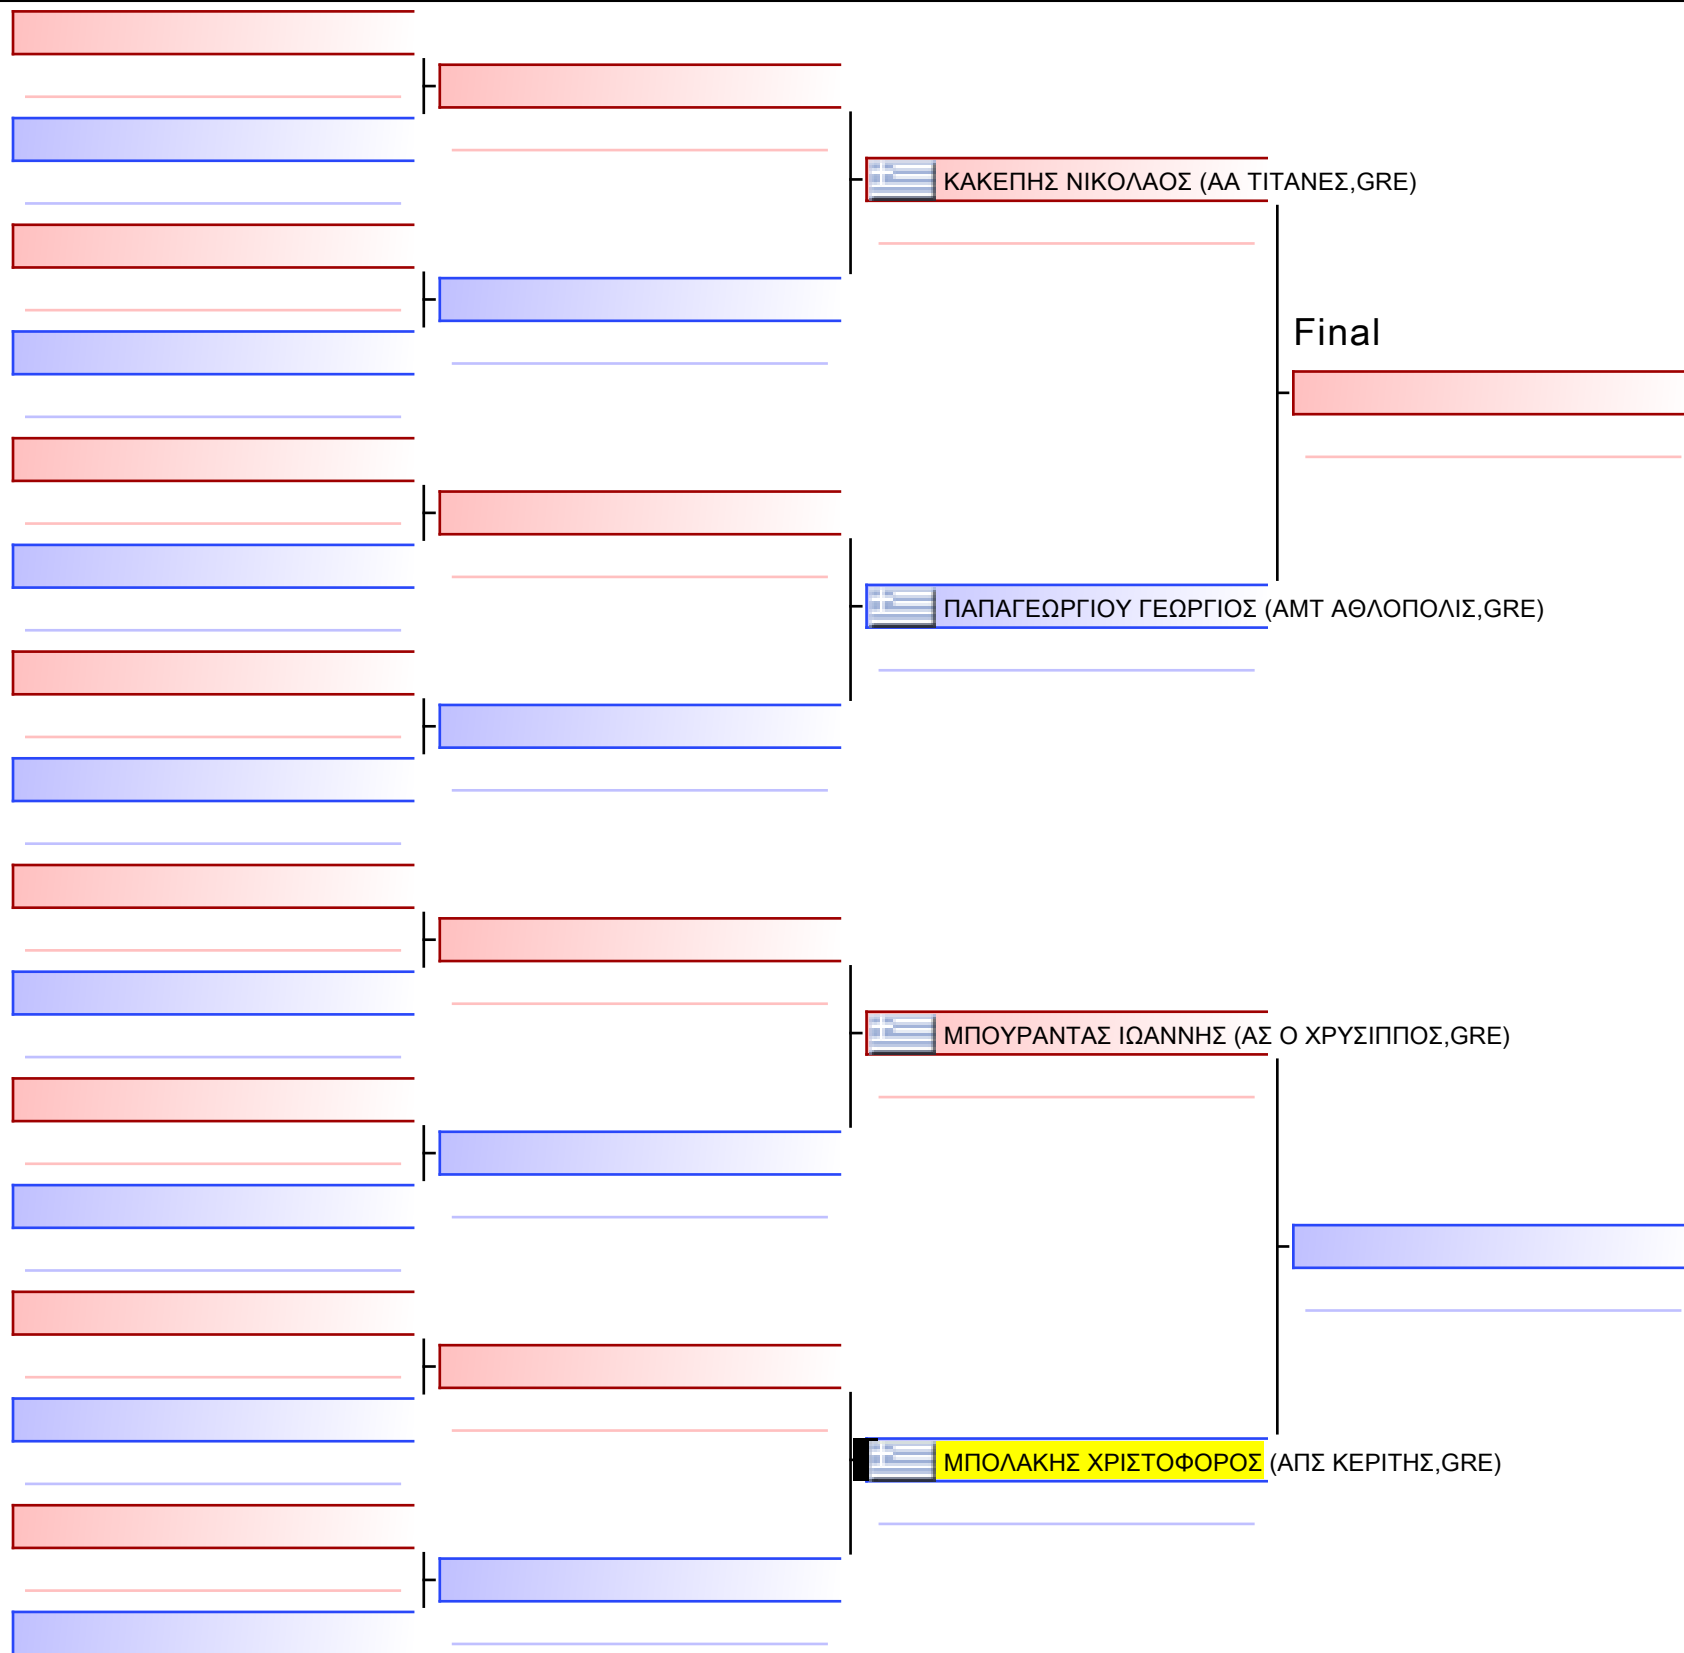 ΚΑΚΕΠΗΣ ΝΙΚΟΛΑΟΣ (ΑΑ ΤΙΤΑΝΕΣ,GRE)
Final
ΠΑΠΑΓΕΩΡΓΙΟΥ ΓΕΩΡΓΙΟΣ (ΑΜΤ ΑΘΛΟΠΟΛΙΣ,GRE)
ΜΠΟΥΡΑΝΤΑΣ ΙΩΑΝΝΗΣ (ΑΣ Ο ΧΡΥΣΙΠΠΟΣ,GRE)
ΜΠΟΛΑΚΗΣ ΧΡΙΣΤΟΦΟΡΟΣ (ΑΠΣ ΚΕΡΙΤΗΣ,GRE)